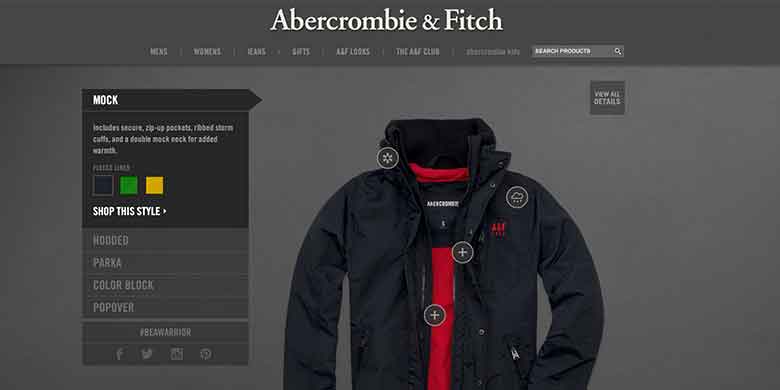 Abercrombie & Fitch
MENS
WOMENS
JEANS
GIFTS
A&F LOOKS
THE A&F CLUB
abercrombie kids
SEARCH PRODUCTS
MOCK
VIEW ALL
DETAILS
Includes secure, zip-up pockets, ribbed storm
cuffs, and a double mock neck for added
warmth.
FLEECE LINED
SHOP THIS STYLE
HOODED
PARKA
COLOR BLOCK
POPOVER
#BEAWARRIOR
ABERCROMBIE
A&F